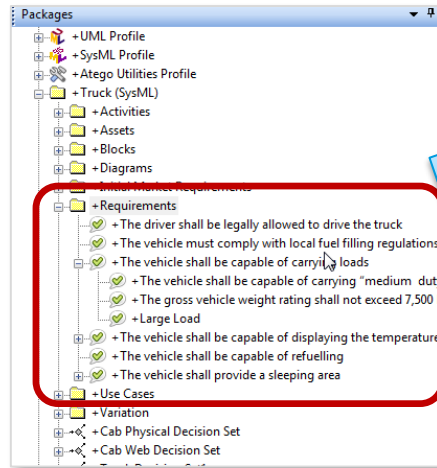 Packages
+UML Profile
+SysML Profile
+Atego Utilities Profile
+Truck (SysML)
+Activities
+Assets
+Blocks
+Diagrams
+Initial Market Requirements
+Requirements
+The driver shall be legally allowed to drive the truck
+The vehicle must comply with local fuel filling regulations
+The vehicle shall be capable of carrying loads
+The vehicle shall be capable of carrying "medium dut
+The gross vehicle weight rating shall not exceed 7,500
+Large Load
+The vehicle shall be capable of displaying the temperature
+The vehicle shall be capable of refuelling
+The vehicle shall provide a sleeping area
+Use Cases
+Variation
+Cab Physical Decision Set
+Cab Web Decision Set